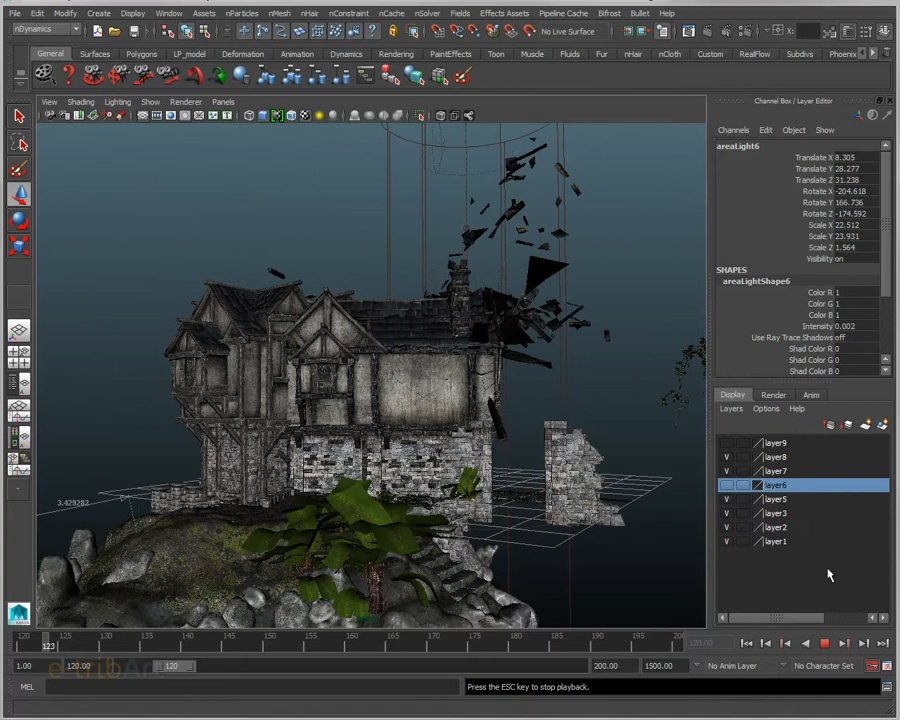 File Edit Modify Create Display Window Assets nParticles nMesh nHair nConstraint nCache nSolver Fields Effects Assets Pipeline Cache Bifrost Bullet Help
nDynamics No Live Surface
General Surfaces Polygons LP_model Deformation Animation Dynamics Rendering PaintEffects Toon Muscle Fluids Fur nHair nCloth Custom RealFlow Subdivs Phoenix
View Shading Lighting Show Renderer Panels
Channel Box / Layer Editor
Channels Edit Object Show
areaLight6
Translate X 8.305
Translate Y 28.277
Translate Z 31.238
Rotate X -204.618
Rotate Y 166.736
Rotate Z -174.592
Scale X 22.512
Scale Y 23.931
Scale Z 1.564
Visibility on
SHAPES
areaLightShape6
Color R 1
Color G 1
Color B 1
Intensity 0.002
Use Ray Trace Shadows off
Shad Color R 0
Shad Color G 0
Shad Color B 0
Display Render Anim
Layers Options Help
layer9
V layer8
V layer7
layer6
V layer5
V layer3
V layer2
V layer1
3.429282
120 125 130 135 140 145 150 155 160 165 170 175 180 185 190 195 20
123
120.00
1.00 120.00 120 200.00 1500.00 No Anim Layer No Character Set
e-tribArt
MEL Press the ESC key to stop playback.